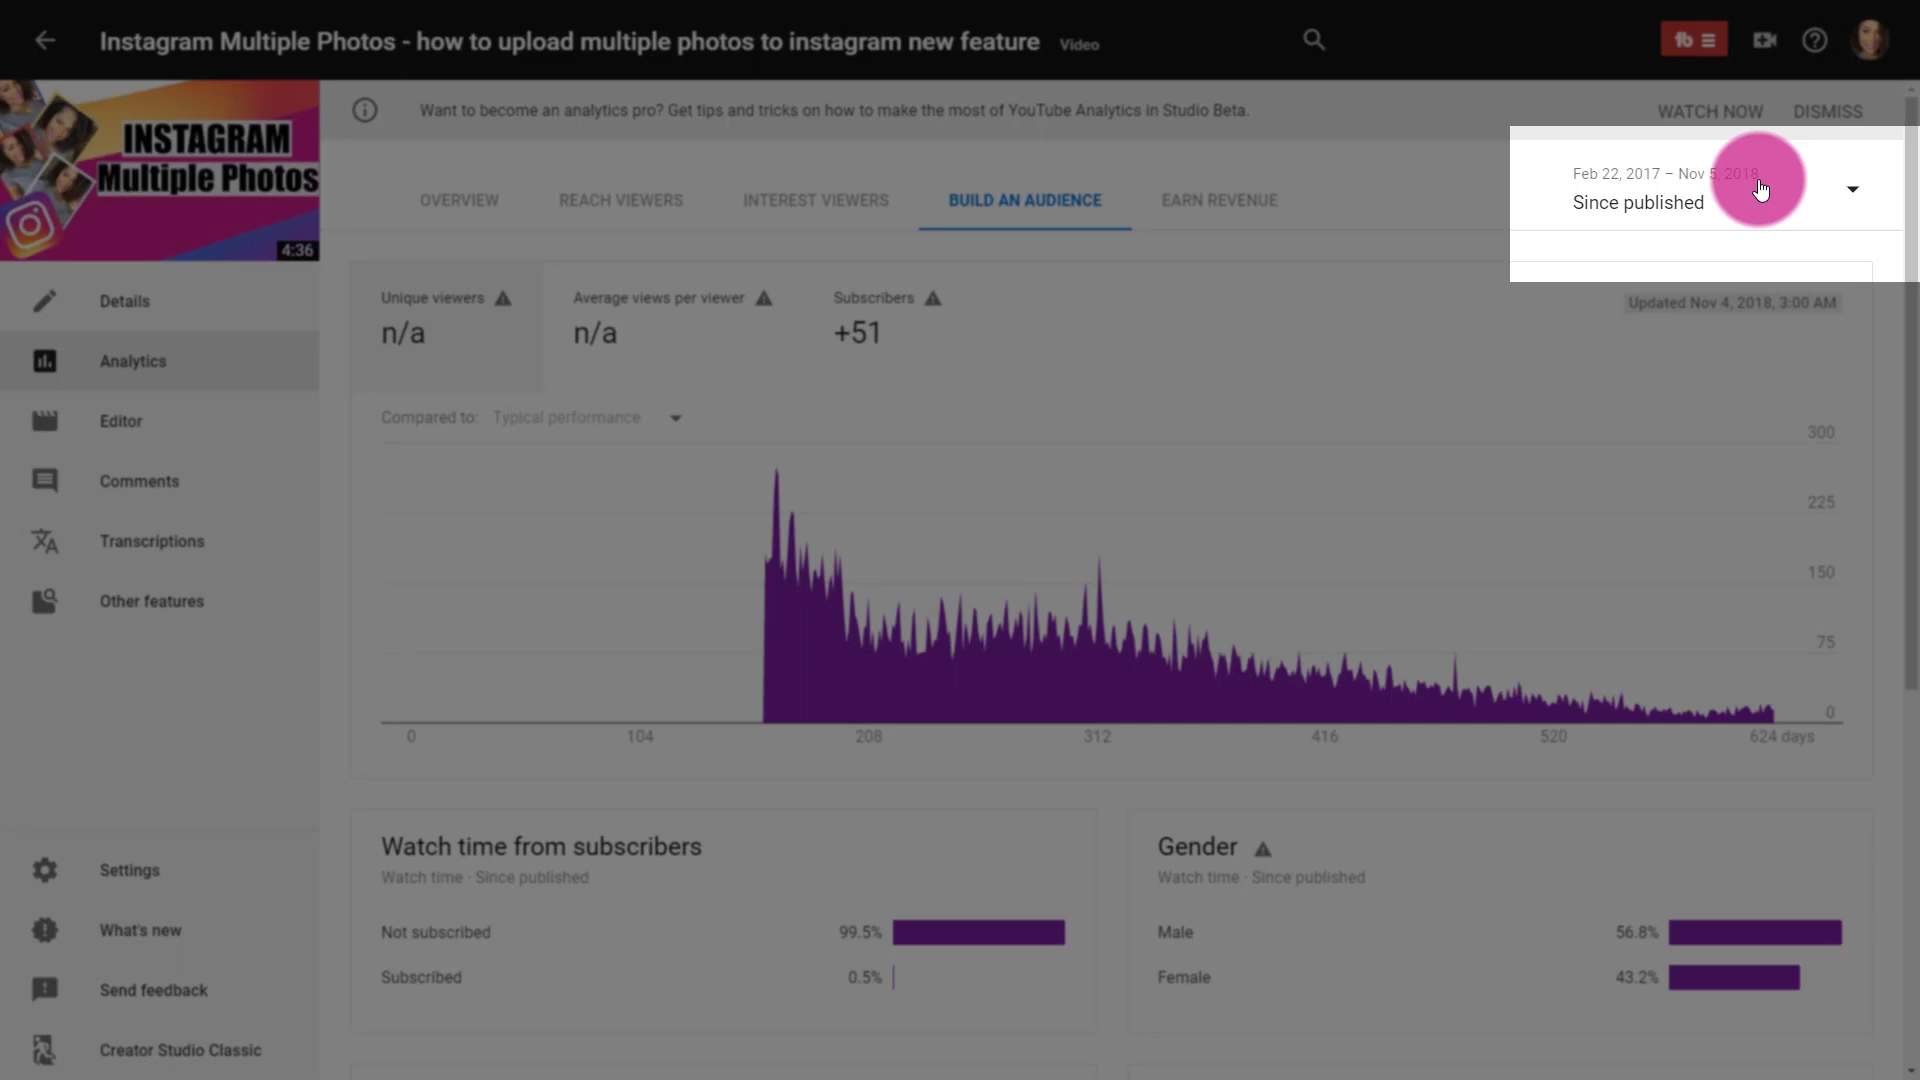 Instagram Multiple Photos - how to upload multiple photos to instagram new feature Video
INSTAGRAM
Multiple Photos
4:36
Want to become an analytics pro? Get tips and tricks on how to make the most of YouTube Analytics in Studio Beta. WATCH NOW DISMISS
OVERVIEW REACH VIEWERS INTEREST VIEWERS BUILD AN AUDIENCE EARN REVENUE
Feb 22, 2017 – Nov 5, 2018
Since published
Details
Analytics
Editor
Comments
Transcriptions
Other features
Settings
What's new
Send feedback
Creator Studio Classic
Unique viewers
n/a
Average views per viewer
n/a
Subscribers
+51
Updated Nov 4, 2018, 3:00 AM
Compared to: Typical performance
300
225
150
75
0
0 104 208 312 416 520 624 days
Watch time from subscribers
Watch time · Since published
Not subscribed 99.5%
Subscribed 0.5%
Gender
Watch time · Since published
Male 56.8%
Female 43.2%